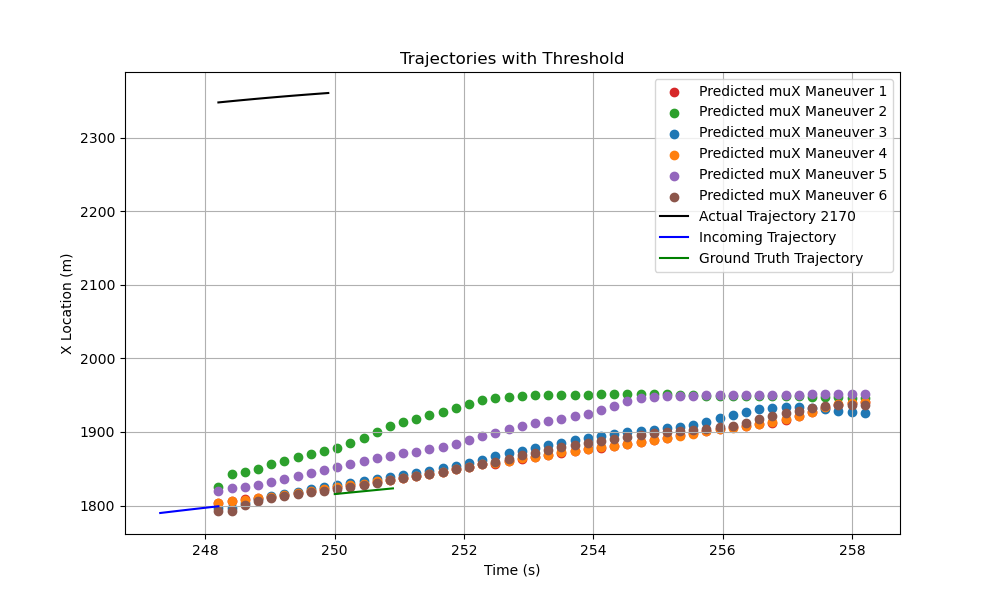 Trajectories with Threshold
Predicted muX Maneuver 1
Predicted muX Maneuver 2
Predicted muX Maneuver 3
Predicted muX Maneuver 4
Predicted muX Maneuver 5
Predicted muX Maneuver 6
Actual Trajectory 2170
Incoming Trajectory
Ground Truth Trajectory
X Location (m)
2300
2200
2100
2000
1900
1800
248 250 252 254 256 258
Time (s)